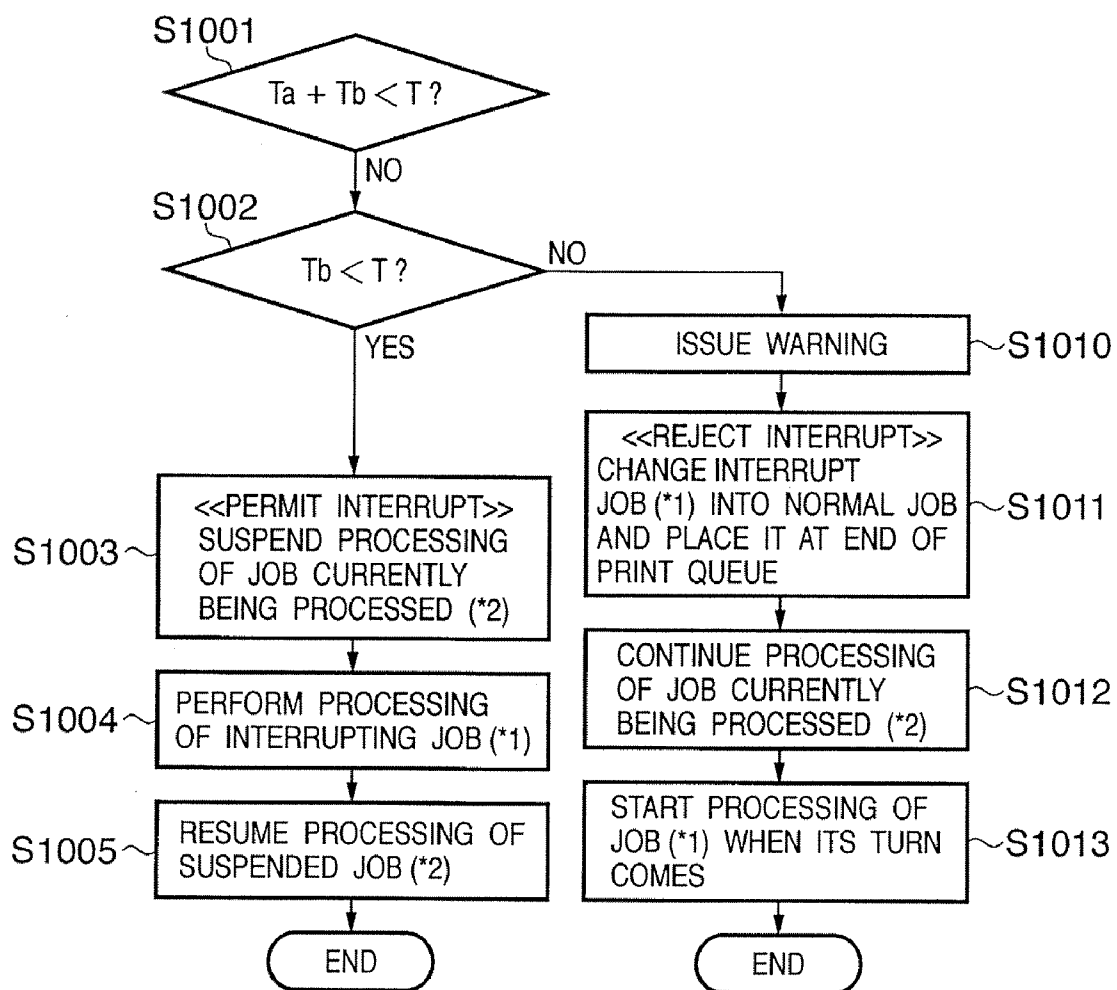 S1001
Ta + Tb < T ?
NO
S1002
Tb < T ?
NO
YES
ISSUE WARNING
S1010
<<REJECT INTERRUPT>>
CHANGE INTERRUPT
JOB (*1) INTO NORMAL JOB
AND PLACE IT AT END OF
PRINT QUEUE
S1011
<<PERMIT INTERRUPT>>
SUSPEND PROCESSING
OF JOB CURRENTLY
BEING PROCESSED (*2)
S1003
CONTINUE PROCESSING
OF JOB CURRENTLY
BEING PROCESSED (*2)
S1012
S1004
PERFORM PROCESSING
OF INTERRUPTING JOB (*1)
START PROCESSING OF
JOB (*1) WHEN ITS TURN
COMES
S1013
S1005
RESUME PROCESSING OF
SUSPENDED JOB (*2)
END
END